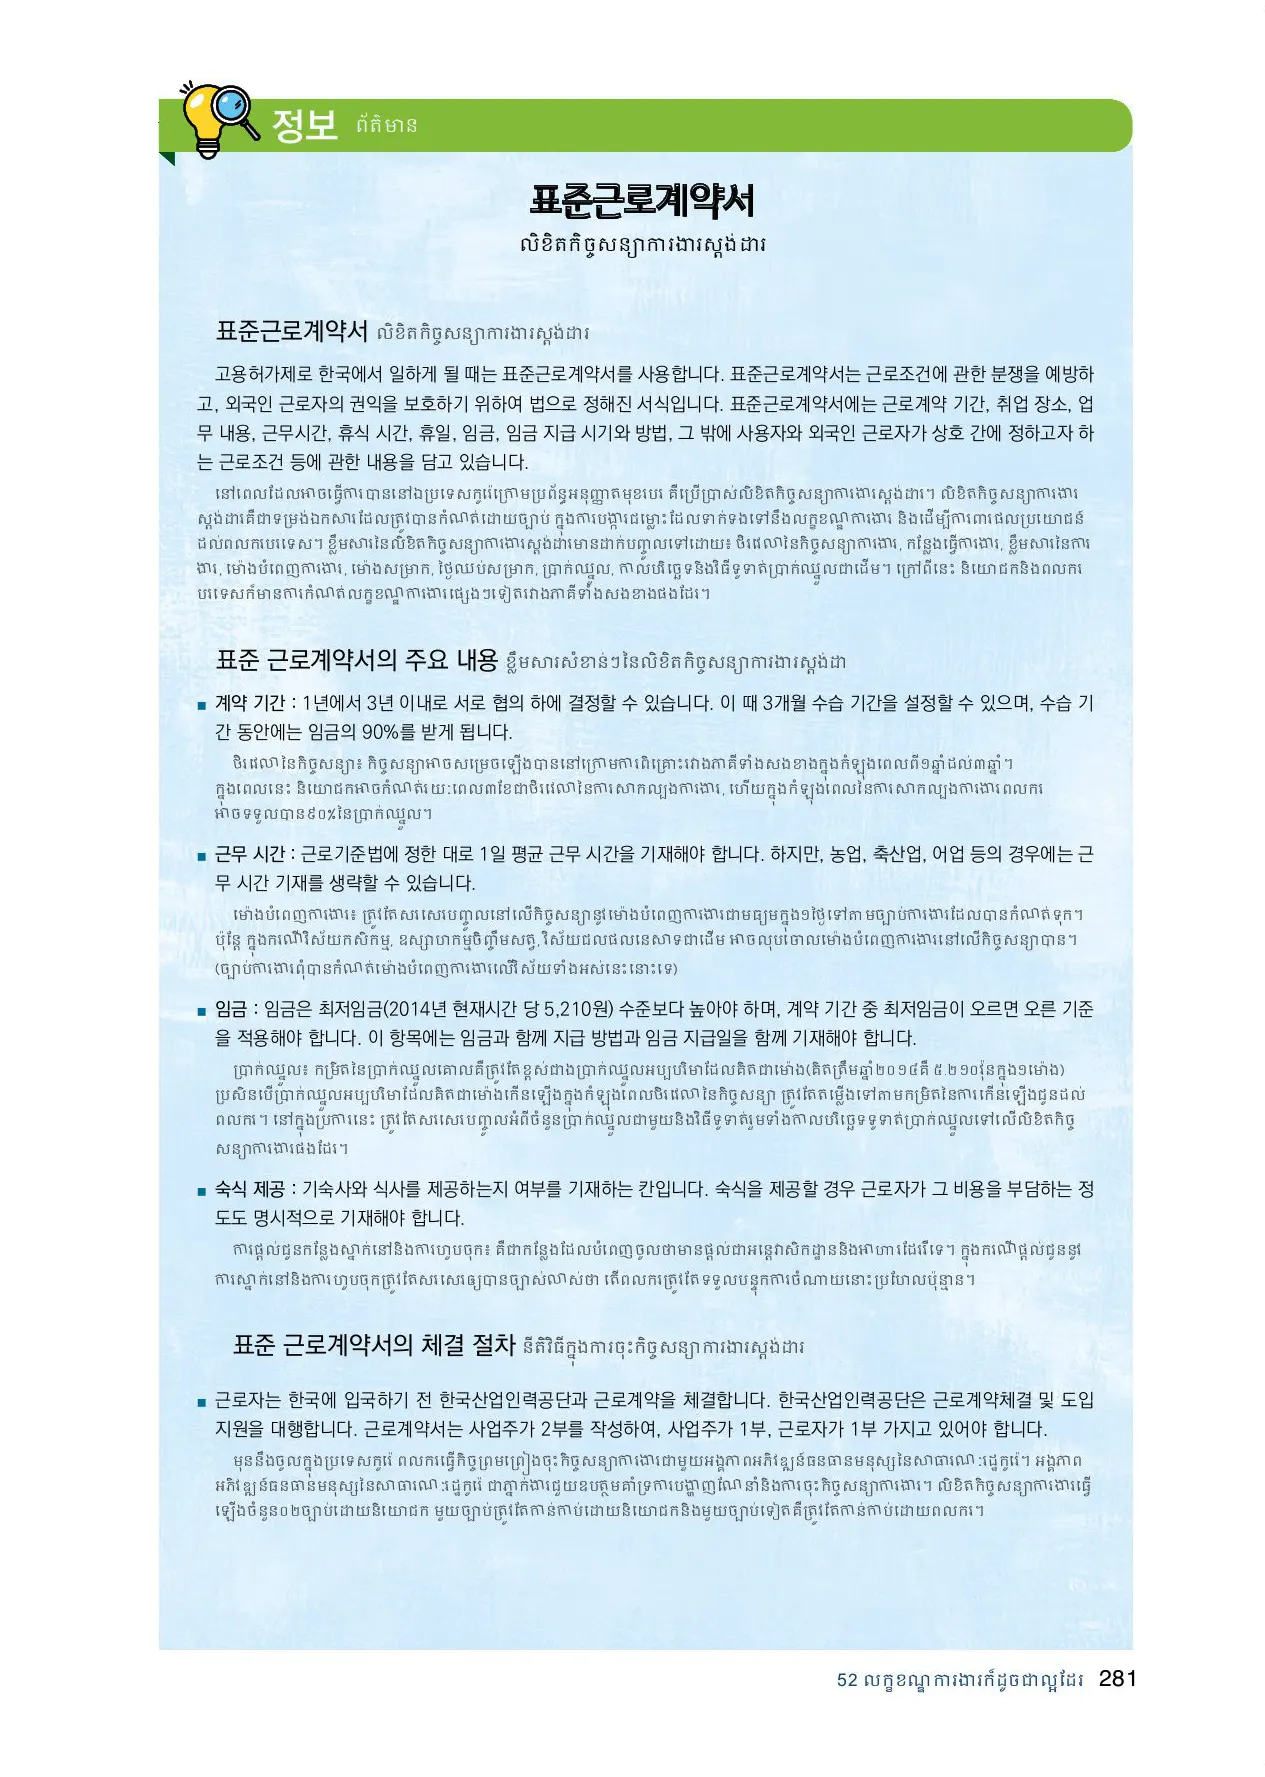 정보 ព័ត៌មាន
표준근로계약서
លិខិតកិច្ចសន្យាការងារស្តង់ដារ
표준근로계약서 លិខិតកិច្ចសន្យាការងារស្តង់ដារ
고용허가제로 한국에서 일하게 될 때는 표준근로계약서를 사용합니다. 표준근로계약서는 근로조건에 관한 분쟁을 예방하
고, 외국인 근로자의 권익을 보호하기 위하여 법으로 정해진 서식입니다. 표준근로계약서에는 근로계약 기간, 취업 장소, 업
무 내용, 근무시간, 휴식 시간, 휴일, 임금, 임금 지급 시기와 방법, 그 밖에 사용자와 외국인 근로자가 상호 간에 정하고자 하
는 근로조건 등에 관한 내용을 담고 있습니다.
នៅពេលដែលអាចធ្វើការបាននៅឯប្រទេសកូរ៉េក្រោមប្រព័ន្ធអនុញ្ញាតមុខរបរ គឺប្រើប្រាស់លិខិតកិច្ចសន្យាការងារស្តង់ដារ។ លិខិតកិច្ចសន្យាការងារ
ស្តង់ដារគឺជាទម្រង់ឯកសារដែលត្រូវបានកំណត់ដោយច្បាប់ ក្នុងការបង្ការជម្លោះដែលទាក់ទងទៅនឹងលក្ខខណ្ឌការងារ និងដើម្បីការពារផលប្រយោជន៍
ដល់ពលករបរទេស។ ខ្លឹមសារនៃលិខិតកិច្ចសន្យាការងារស្តង់ដារមានដាក់បញ្ចូលទៅដោយ៖ ថិរវេលានៃកិច្ចសន្យាការងារ, កន្លែងធ្វើការងារ, ខ្លឹមសារនៃការ
ងារ, ម៉ោងបំពេញការងារ, ម៉ោងសម្រាក, ថ្ងៃឈប់សម្រាក, ប្រាក់ឈ្នួល, កាលបរិច្ឆេទនិងវិធីទូទាត់ប្រាក់ឈ្នួលជាដើម។ ក្រៅពីនេះ និយោជកនិងពលករ
បរទេសក៏មានការកំណត់លក្ខខណ្ឌការងារផ្សេងៗទៀតរវាងភាគីទាំងសងខាងផងដែរ។
표준 근로계약서의 주요 내용 ខ្លឹមសារសំខាន់ៗនៃលិខិតកិច្ចសន្យាការងារស្តង់ដា
■ 계약 기간 : 1년에서 3년 이내로 서로 협의 하에 결정할 수 있습니다. 이 때 3개월 수습 기간을 설정할 수 있으며, 수습 기
간 동안에는 임금의 90%를 받게 됩니다.
ថិរវេលានៃកិច្ចសន្យា៖ កិច្ចសន្យាអាចសម្រេចឡើងបាននៅក្រោមការពិគ្រោះរវាងភាគីទាំងសងខាងក្នុងកំឡុងពេលពី១ឆ្នាំដល់៣ឆ្នាំ។
ក្នុងពេលនេះ និយោជកអាចកំណត់រយៈពេល៣ខែជាថិរវេលានៃការសាកល្បងការងារ, ហើយក្នុងកំឡុងពេលនៃការសាកល្បងការងារពលករ
អាចទទួលបាន៩០%នៃប្រាក់ឈ្នួល។
■ 근무 시간 : 근로기준법에 정한 대로 1일 평균 근무 시간을 기재해야 합니다. 하지만, 농업, 축산업, 어업 등의 경우에는 근
무 시간 기재를 생략할 수 있습니다.
ម៉ោងបំពេញការងារ៖ ត្រូវតែសរសេរបញ្ចូលនៅលើកិច្ចសន្យានូវម៉ោងបំពេញការងារជាមធ្យមក្នុង១ថ្ងៃទៅតាមច្បាប់ការងារដែលបានកំណត់ទុក។
ប៉ុន្តែ ក្នុងករណីវិស័យកសិកម្ម, ឧស្សាហកម្មចិញ្ចឹមសត្វ, វិស័យជលផលនេសាទជាដើម អាចលុបចោលម៉ោងបំពេញការងារនៅលើកិច្ចសន្យាបាន។
(ច្បាប់ការងារពុំបានកំណត់ម៉ោងបំពេញការងារលើវិស័យទាំងអស់នេះនោះទេ)
■ 임금 : 임금은 최저임금(2014년 현재시간 당 5,210원) 수준보다 높아야 하며, 계약 기간 중 최저임금이 오르면 오른 기준
을 적용해야 합니다. 이 항목에는 임금과 함께 지급 방법과 임금 지급일을 함께 기재해야 합니다.
ប្រាក់ឈ្នួល៖ កម្រិតនៃប្រាក់ឈ្នួលគោលគឺត្រូវតែខ្ពស់ជាងប្រាក់ឈ្នួលអប្បបរិមាដែលគិតជាម៉ោង(គិតត្រឹមឆ្នាំ២០១៤គឺ ៥.២១០វ៉ុនក្នុង១ម៉ោង)
ប្រសិនបើប្រាក់ឈ្នួលអប្បបរិមាដែលគិតជាម៉ោងកើនឡើងក្នុងកំឡុងពេលថិរវេលានៃកិច្ចសន្យា ត្រូវតែតម្លើងទៅតាមកម្រិតនៃការកើនឡើងជូនដល់
ពលករ។ នៅក្នុងប្រការនេះ ត្រូវតែសរសេរបញ្ចូលអំពីចំនួនប្រាក់ឈ្នួលជាមួយនិងវិធីទូទាត់រួមទាំងកាលបរិច្ឆេទទូទាត់ប្រាក់ឈ្នួលទៅលើលិខិតកិច្ច
សន្យាការងារផងដែរ។
■ 숙식 제공 : 기숙사와 식사를 제공하는지 여부를 기재하는 칸입니다. 숙식을 제공할 경우 근로자가 그 비용을 부담하는 정
도도 명시적으로 기재해야 합니다.
ការផ្តល់ជូនកន្លែងស្នាក់នៅនិងការហូបចុក៖ គឺជាកន្លែងដែលបំពេញចូលថាមានផ្តល់ជាអន្តេវាសិកដ្ឋាននិងអាហារដែររឺទេ។ ក្នុងករណីផ្តល់ជូននូវ
ការស្នាក់នៅនិងការហូបចុកត្រូវតែសរសេរឲ្យបានច្បាស់លាស់ថា តើពលករត្រូវតែទទួលបន្ទុកការចំណាយនោះប្រហែលប៉ុន្មាន។
표준 근로계약서의 체결 절차 នីតិវិធីក្នុងការចុះកិច្ចសន្យាការងារស្តង់ដារ
■ 근로자는 한국에 입국하기 전 한국산업인력공단과 근로계약을 체결합니다. 한국산업인력공단은 근로계약체결 및 도입
지원을 대행합니다. 근로계약서는 사업주가 2부를 작성하여, 사업주가 1부, 근로자가 1부 가지고 있어야 합니다.
មុននឹងចូលក្នុងប្រទេសកូរ៉េ ពលករធ្វើកិច្ចព្រមព្រៀងចុះកិច្ចសន្យាការងារជាមួយអង្គភាពអភិវឌ្ឍន៍ធនធានមនុស្សនៃសាធារណៈរដ្ឋកូរ៉េ។ អង្គភាព
អភិវឌ្ឍន៍ធនធានមនុស្សនៃសាធារណៈរដ្ឋកូរ៉េ ជាភ្នាក់ងារជួយឧបត្ថមគាំទ្រការបង្ហាញណែនាំនិងការចុះកិច្ចសន្យាការងារ។ លិខិតកិច្ចសន្យាការងារធ្វើ
ឡើងចំនួន០២ច្បាប់ដោយនិយោជក មួយច្បាប់ត្រូវតែកាន់កាប់ដោយនិយោជកនិងមួយច្បាប់ទៀតគឺត្រូវតែកាន់កាប់ដោយពលករ។
52 លក្ខខណ្ឌការងារក៏ដូចជាល្អដែរ 281